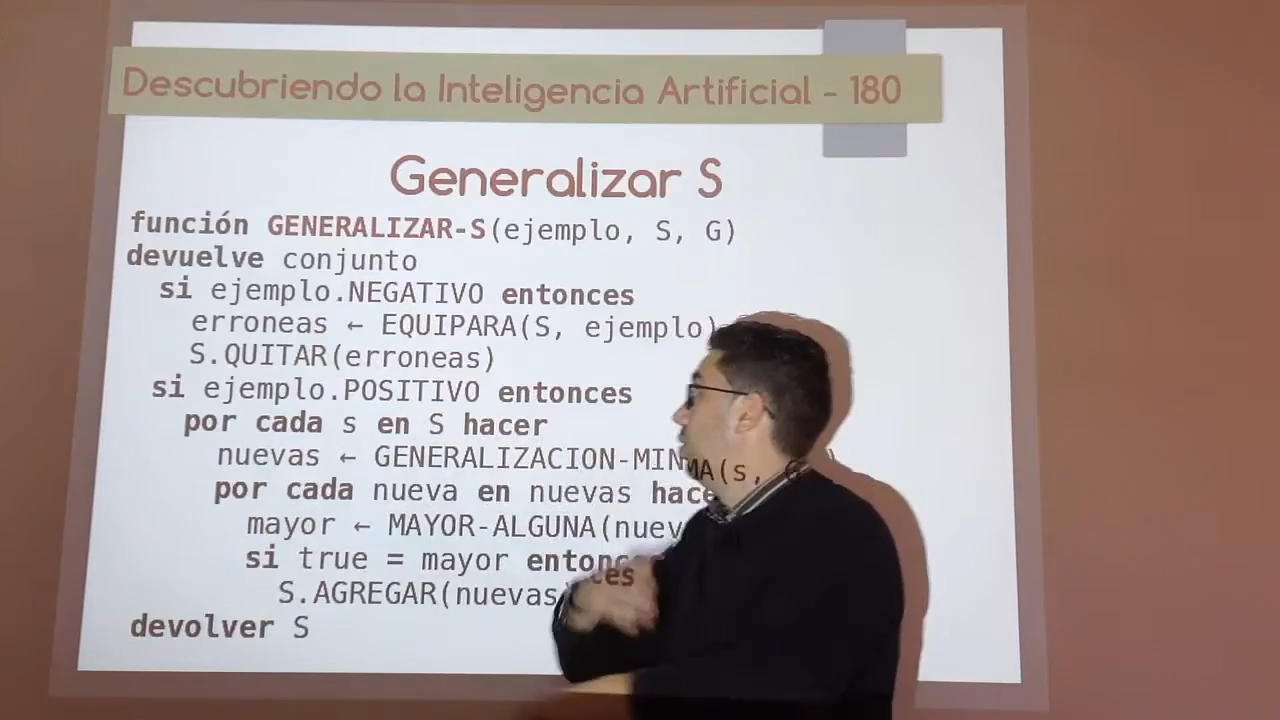 Descubriendo la Inteligencia Artificial - 180
Generalizar S
función GENERALIZAR-S(ejemplo, S, G)
devuelve conjunto
si ejemplo.NEGATIVO entonces
erroneas ← EQUIPARA(S, ejemplo)
S.QUITAR(erroneas)
si ejemplo.POSITIVO entonces
por cada s en S hacer
nuevas ← GENERALIZACION-MINMA(s, G
por cada nueva en nuevas hace
mayor ← MAYOR-ALGUNA(nuev
si true = mayor entonces
S.AGREGAR(nuevas
devolver S